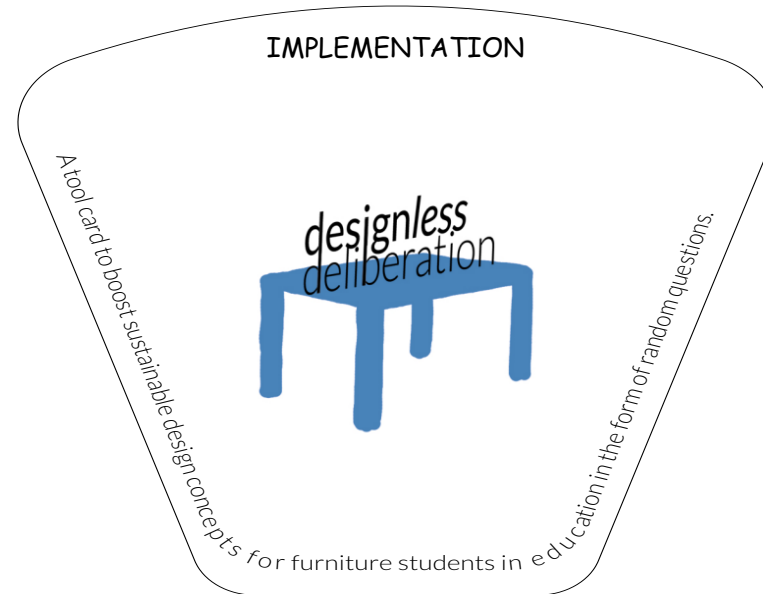 IMPLEMENTATION
designless
deliberation
A tool card to boost sustainable design concepts for furniture students in education in the form of random questions.